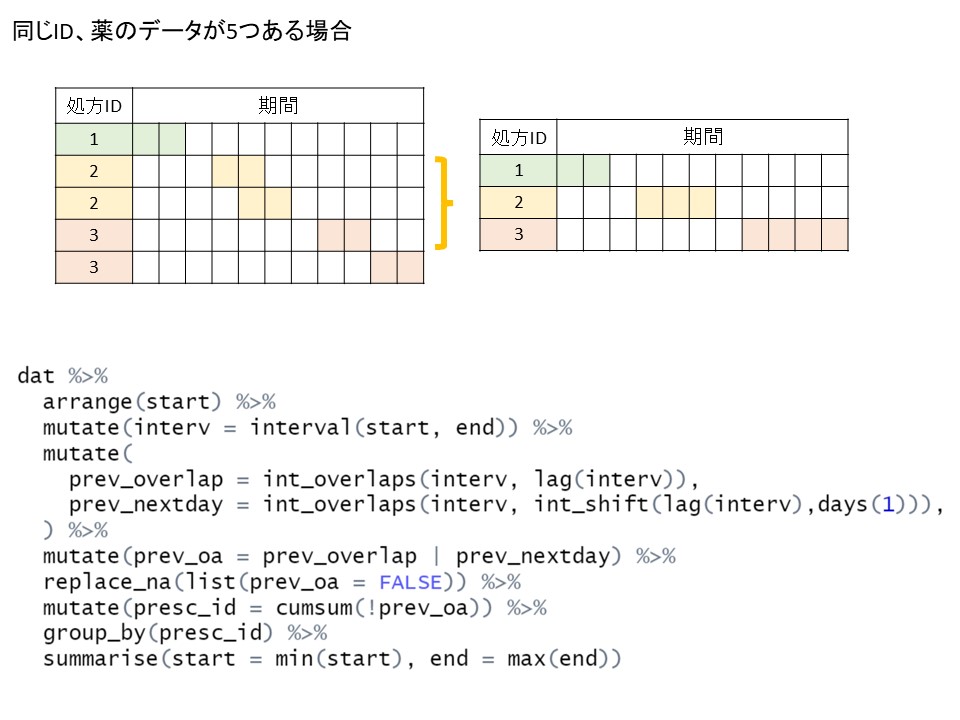 同じID、薬のデータが5つある場合
処方ID 期間
1
2
2
3
3
処方ID 期間
1
2
3
dat %>%
  arrange(start) %>%
  mutate(interv = interval(start, end)) %>%
  mutate(
    prev_overlap = int_overlaps(interv, lag(interv)),
    prev_nextday = int_overlaps(interv, int_shift(lag(interv),days(1))),
  ) %>%
  mutate(prev_oa = prev_overlap | prev_nextday) %>%
  replace_na(list(prev_oa = FALSE)) %>%
  mutate(presc_id = cumsum(!prev_oa)) %>%
  group_by(presc_id) %>%
  summarise(start = min(start), end = max(end))